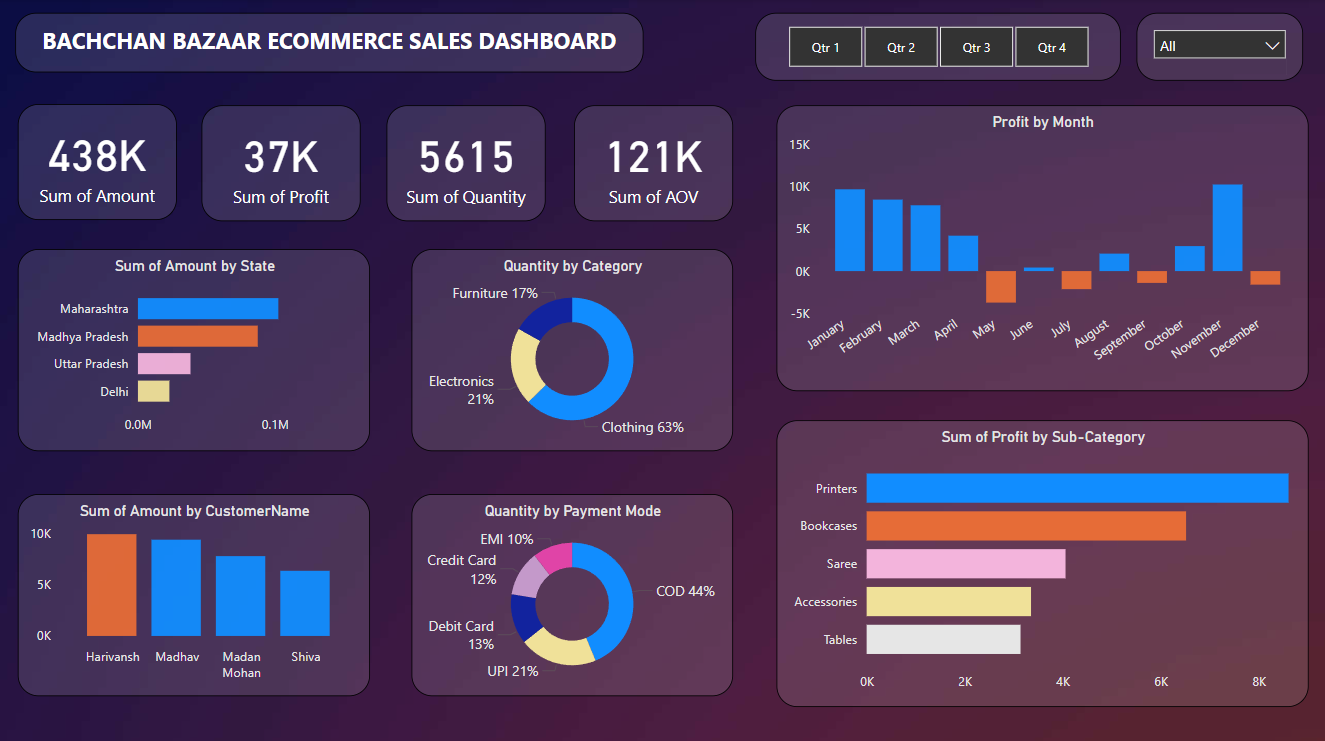 BACHCHAN BAZAAR ECOMMERCE SALES DASHBOARD
Qtr 1
Qtr 2
Qtr 3
Qtr 4
All
438K
Sum of Amount
37K
Sum of Profit
5615
Sum of Quantity
121K
Sum of AOV
Profit by Month
15K
10K
5K
0K
-5K
January
February
March
April
May
June
July
August
September
October
November
December
Sum of Amount by State
Maharashtra
Madhya Pradesh
Uttar Pradesh
Delhi
0.0M
0.1M
Quantity by Category
Furniture 17%
Electronics
21%
Clothing 63%
Sum of Profit by Sub-Category
Printers
Bookcases
Saree
Accessories
Tables
0K
2K
4K
6K
8K
Sum of Amount by CustomerName
10K
5K
0K
Harivansh
Madhav
Madan
Mohan
Shiva
Quantity by Payment Mode
EMI 10%
Credit Card
12%
COD 44%
Debit Card
13%
UPI 21%